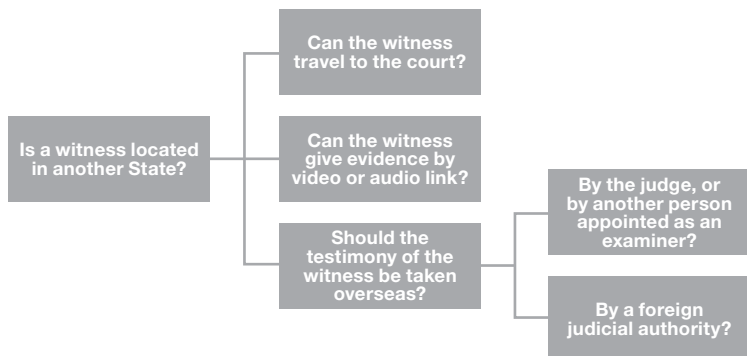 Is a witness located
in another State?
Can the witness
travel to the court?
Can the witness
give evidence by
video or audio link?
Should the
testimony of the
witness be taken
overseas?
By the judge, or
by another person
appointed as an
examiner?
By a foreign
judicial authority?